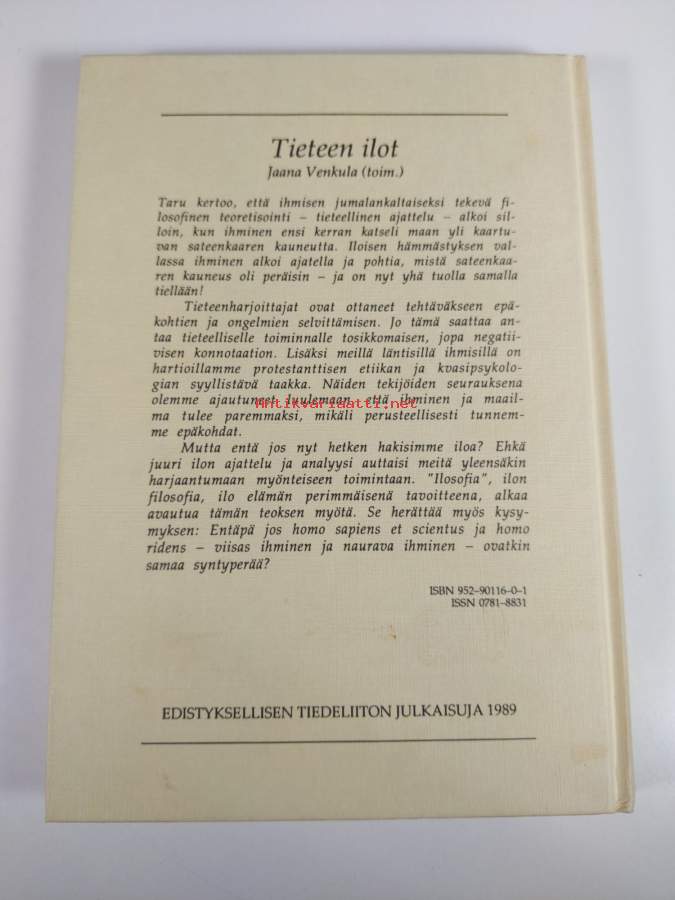 Tieteen ilot
Jaana Venkula (toim.)
Taru kertoo, että ihmisen jumalankaltaiseksi tekevä fi-
losofinen teoretisointi – tieteellinen ajattelu – alkoi sil-
loin, kun ihminen ensi kerran katseli maan yli kaartu-
van sateenkaaren kauneutta. Iloisen hämmästyksen val-
lassa ihminen alkoi ajatella ja pohtia, mistä sateenkaa-
ren kauneus oli peräisin – ja on nyt yhä tuolla samalla
tiellään!
Tieteenharjoittajat ovat ottaneet tehtäväkseen epä-
kohtien ja ongelmien selvittämisen. Jo tämä saattaa an-
taa tieteelliselle toiminnalle tosikkomaisen, jopa negatii-
visen konnotaation. Lisäksi meillä läntisillä ihmisillä on
hartioillamme protestanttisen etiikan ja kvasipsykolo-
gian syyllistävä taakka. Näiden tekijöiden seurauksena
olemme ajautuneet luulemaan, että ihminen ja maail-
Antikvariaatti.net
ma tulee paremmaksi, mikäli perusteellisesti tunnem-
me epäkohdat.
Mutta entä jos nyt hetken hakisimme iloa? Ehkä
juuri ilon ajattelu ja analyysi auttaisi meitä yleensäkin
harjaantumaan myönteiseen toimintaan. "Ilosofia", ilon
filosofia, ilo elämän perimmäisenä tavoitteena, alkaa
avautua tämän teoksen myötä. Se herättää myös kysy-
myksen: Entäpä jos homo sapiens et scientus ja homo
ridens – viisas ihminen ja naurava ihminen – ovatkin
samaa syntyperää?
ISBN 952–90116–0–1
ISSN 0781–8831
EDISTYKSELLISEN TIEDELIITON JULKAISUJA 1989